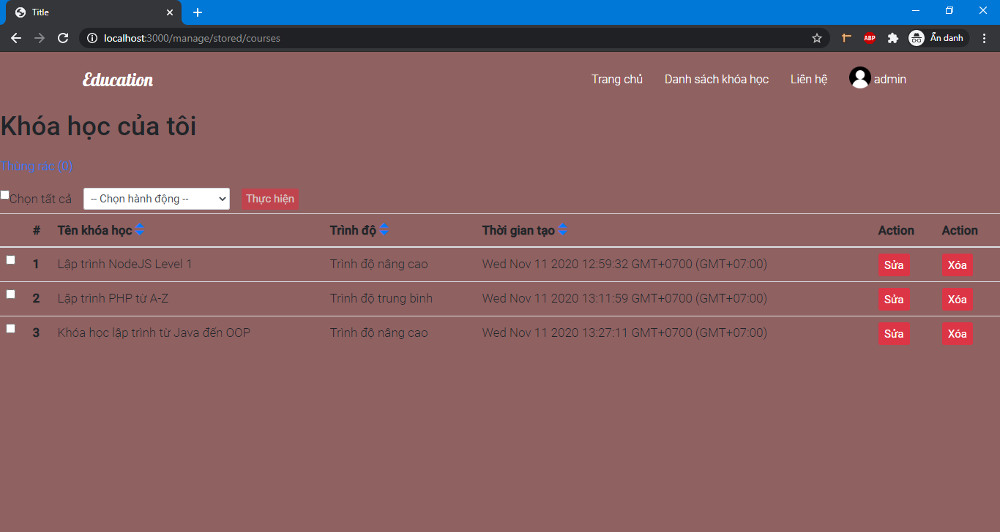 Title
localhost:3000/manage/stored/courses
ABP
Ẩn danh
Education
Trang chủ Danh sách khóa học Liên hệ admin
Khóa học của tôi
Thùng rác (0)
Chọn tất cả -- Chọn hành động -- Thực hiện
# Tên khóa học Trình độ Thời gian tạo Action Action
1 Lập trình NodeJS Level 1 Trình độ nâng cao Wed Nov 11 2020 12:59:32 GMT+0700 (GMT+07:00) Sửa Xóa
2 Lập trình PHP từ A-Z Trình độ trung bình Wed Nov 11 2020 13:11:59 GMT+0700 (GMT+07:00) Sửa Xóa
3 Khóa học lập trình từ Java đến OOP Trình độ nâng cao Wed Nov 11 2020 13:27:11 GMT+0700 (GMT+07:00) Sửa Xóa